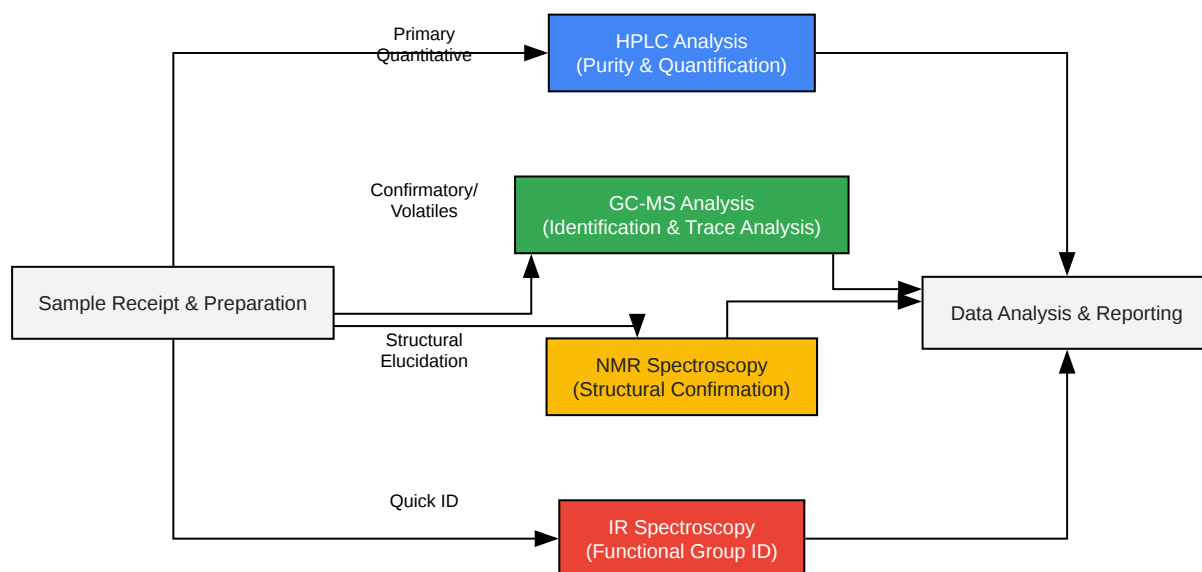 Primary
Quantitative
HPLC Analysis
(Purity & Quantification)
Confirmatory/
Volatiles
GC-MS Analysis
(Identification & Trace Analysis)
Sample Receipt & Preparation
Data Analysis & Reporting
Structural
Elucidation
NMR Spectroscopy
(Structural Confirmation)
Quick ID
IR Spectroscopy
(Functional Group ID)